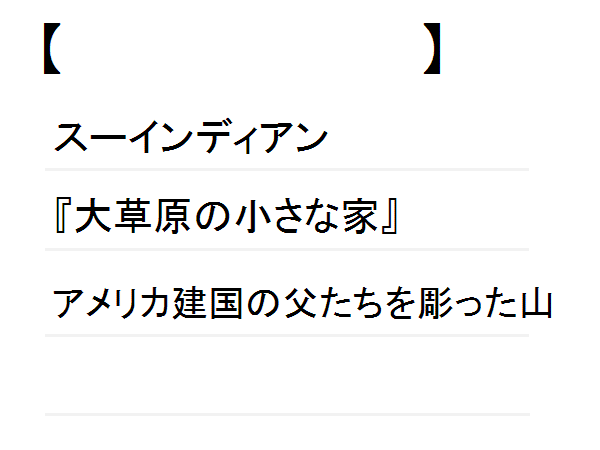 【　　　　　　　　】
スーインディアン
『大草原の小さな家』
アメリカ建国の父たちを彫った山